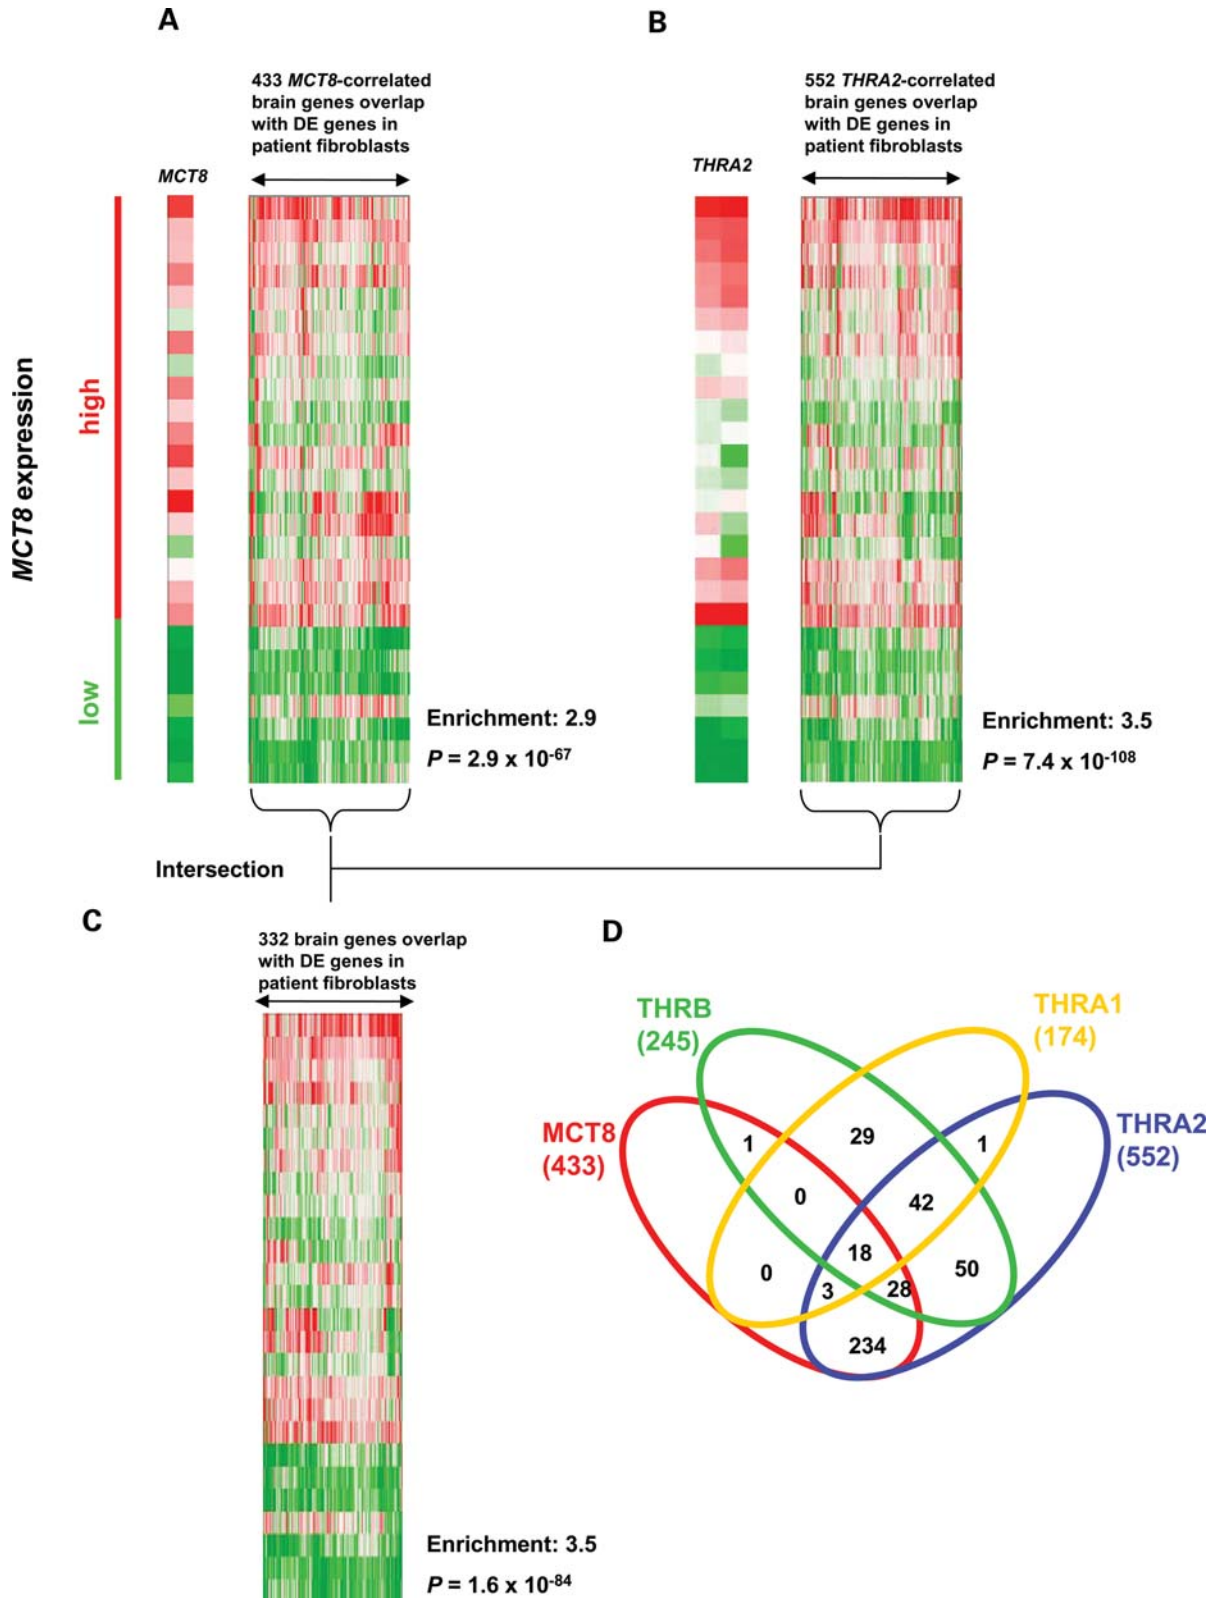 A
B
433 MCT8-correlated
brain genes overlap
with DE genes in
patient fibroblasts
552 THRA2-correlated
brain genes overlap
with DE genes in
patient fibroblasts
MCT8
THRA2
MCT8 expression
high
low
Enrichment: 2.9
P = 2.9 x 10-67
Enrichment: 3.5
P = 7.4 x 10-108
Intersection
C
332 brain genes overlap
with DE genes in
patient fibroblasts
Enrichment: 3.5
P = 1.6 x 10-84
D
THRB
(245)
THRA1
(174)
MCT8
(433)
THRA2
(552)
1
29
1
0
42
18
0
3
28
50
234